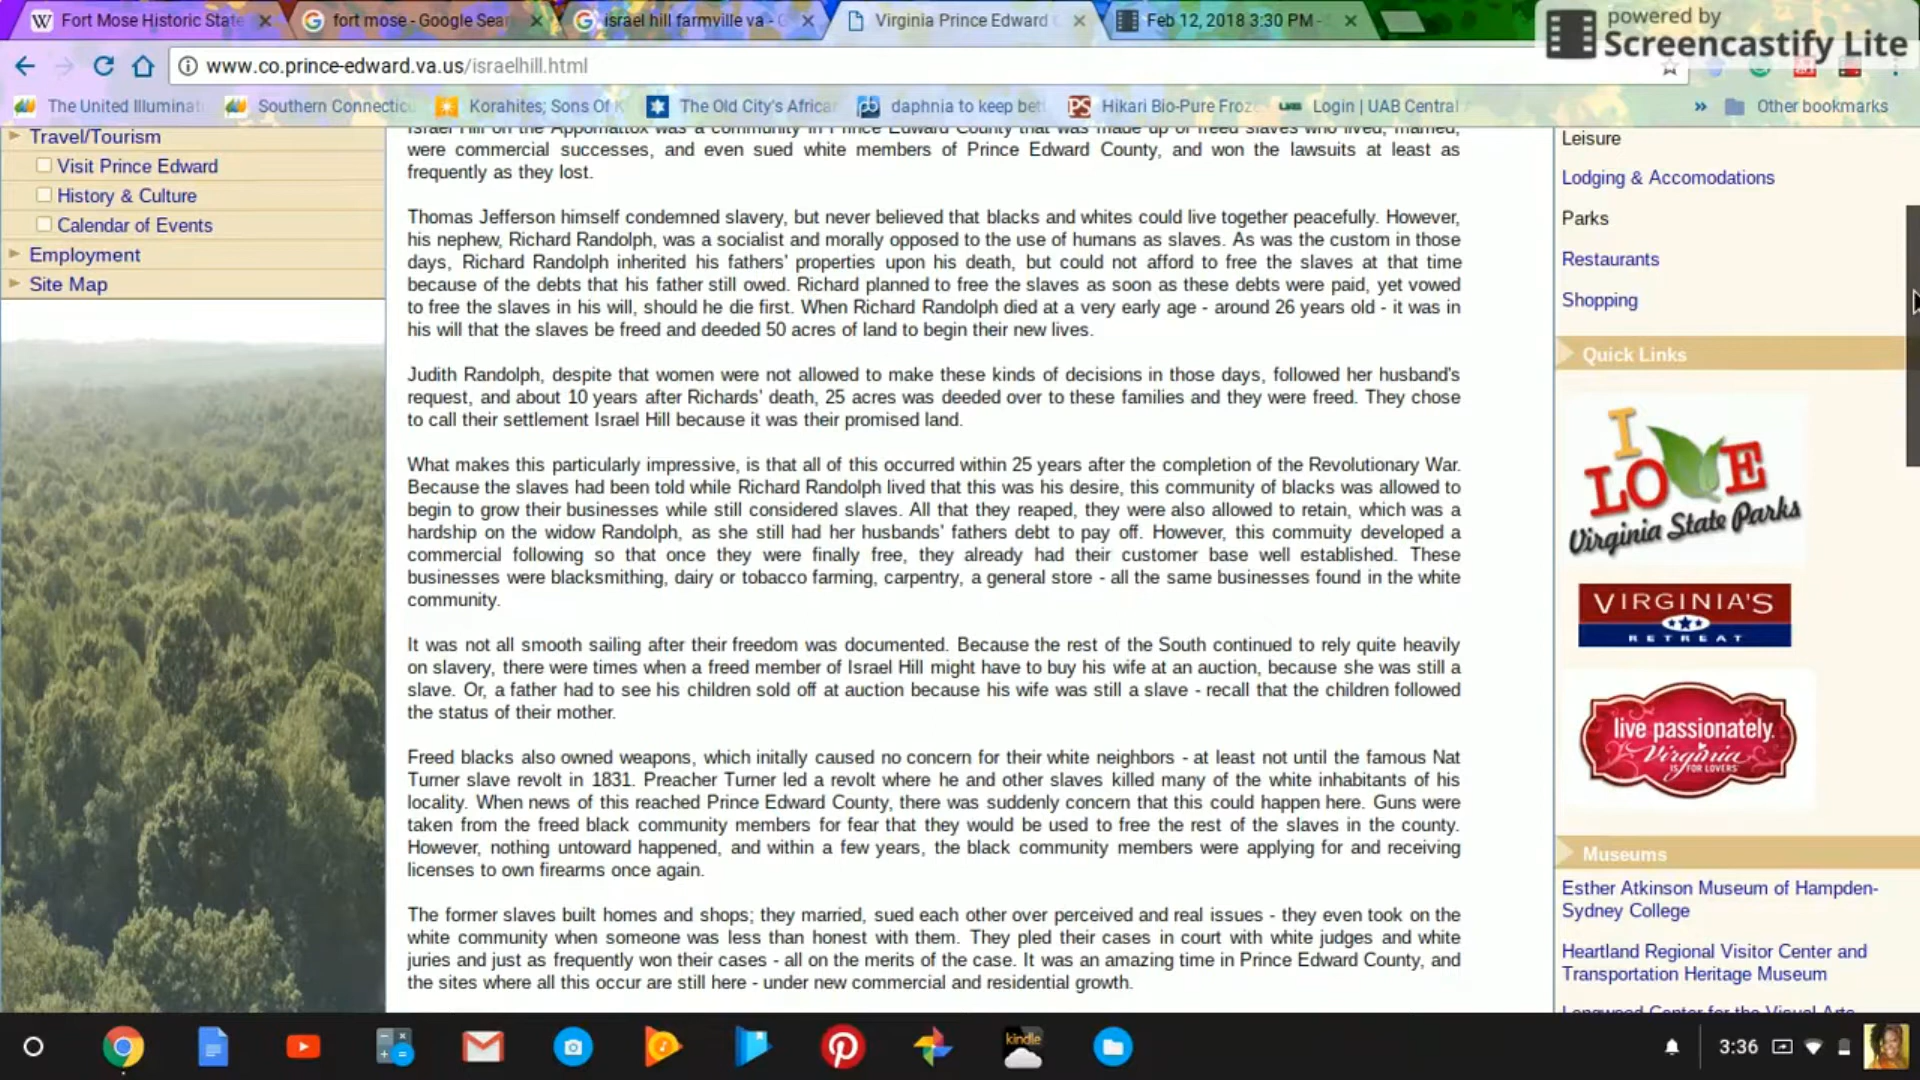 Fort Mose Historic State
fort mose - Google Sear
israel hill farmville va - G
Virginia Prince Edward
Feb 12, 2018 3:30 PM -
powered by
Screencastify Lite
www.co.prince-edward.va.us/israelhill.html
The United Illuminat
Southern Connectic
Korahites; Sons Of K
The Old City's Africar
daphnia to keep bet
Hikari Bio-Pure Froz
Login | UAB Central
Other bookmarks
Travel/Tourism
Visit Prince Edward
History & Culture
Calendar of Events
Employment
Site Map
Israel Hill on the Appomattox was a community in Prince Edward County that was made up of freed slaves who lived, married,
were commercial successes, and even sued white members of Prince Edward County, and won the lawsuits at least as
frequently as they lost.
Thomas Jefferson himself condemned slavery, but never believed that blacks and whites could live together peacefully. However,
his nephew, Richard Randolph, was a socialist and morally opposed to the use of humans as slaves. As was the custom in those
days, Richard Randolph inherited his fathers' properties upon his death, but could not afford to free the slaves at that time
because of the debts that his father still owed. Richard planned to free the slaves as soon as these debts were paid, yet vowed
to free the slaves in his will, should he die first. When Richard Randolph died at a very early age - around 26 years old - it was in
his will that the slaves be freed and deeded 50 acres of land to begin their new lives.
Judith Randolph, despite that women were not allowed to make these kinds of decisions in those days, followed her husband's
request, and about 10 years after Richards' death, 25 acres was deeded over to these families and they were freed. They chose
to call their settlement Israel Hill because it was their promised land.
What makes this particularly impressive, is that all of this occurred within 25 years after the completion of the Revolutionary War.
Because the slaves had been told while Richard Randolph lived that this was his desire, this community of blacks was allowed to
begin to grow their businesses while still considered slaves. All that they reaped, they were also allowed to retain, which was a
hardship on the widow Randolph, as she still had her husbands' fathers debt to pay off. However, this commuity developed a
commercial following so that once they were finally free, they already had their customer base well established. These
businesses were blacksmithing, dairy or tobacco farming, carpentry, a general store - all the same businesses found in the white
community.
It was not all smooth sailing after their freedom was documented. Because the rest of the South continued to rely quite heavily
on slavery, there were times when a freed member of Israel Hill might have to buy his wife at an auction, because she was still a
slave. Or, a father had to see his children sold off at auction because his wife was still a slave - recall that the children followed
the status of their mother.
Freed blacks also owned weapons, which initally caused no concern for their white neighbors - at least not until the famous Nat
Turner slave revolt in 1831. Preacher Turner led a revolt where he and other slaves killed many of the white inhabitants of his
locality. When news of this reached Prince Edward County, there was suddenly concern that this could happen here. Guns were
taken from the freed black community members for fear that they would be used to free the rest of the slaves in the county.
However, nothing untoward happened, and within a few years, the black community members were applying for and receiving
licenses to own firearms once again.
The former slaves built homes and shops; they married, sued each other over perceived and real issues - they even took on the
white community when someone was less than honest with them. They pled their cases in court with white judges and white
juries and just as frequently won their cases - all on the merits of the case. It was an amazing time in Prince Edward County, and
the sites where all this occur are still here - under new commercial and residential growth.
Leisure
Lodging & Accomodations
Parks
Restaurants
Shopping
Quick Links
I
LOVE
Virginia State Parks
VIRGINIA'S
RETREAT
live passionately.
Virginia
IS FOR LOVERS
Museums
Esther Atkinson Museum of Hampden-
Sydney College
Heartland Regional Visitor Center and
Transportation Heritage Museum
Longwood Center for the Visual Arts
kindle
3:36